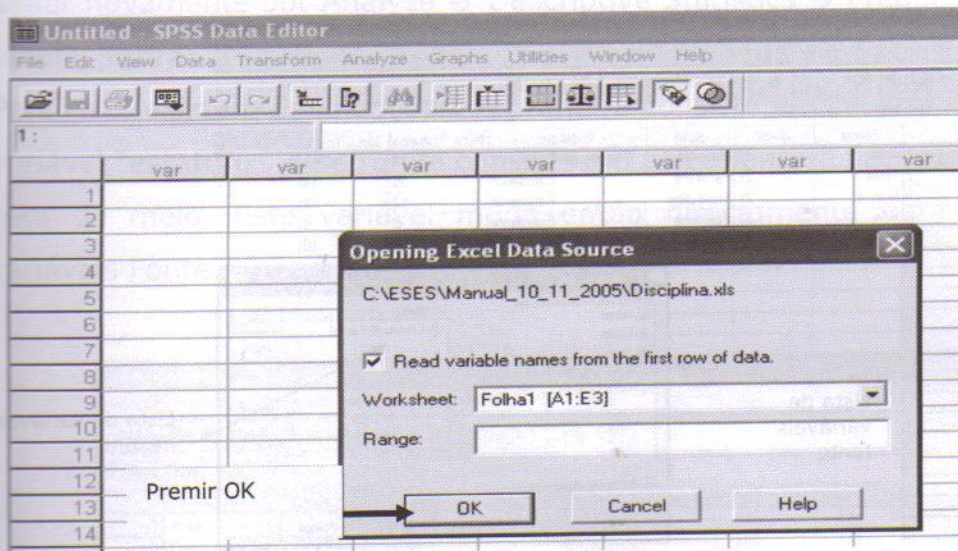 Untitled - SPSS Data Editor
File Edit View Data Transform Analyze Graphs Utilities Window Help
1 :
var var var var var var var
1
2
3
4
5
6
7
8
9
10
11
12
13
14
Opening Excel Data Source
C:\ESES\Manual_10_11_2005\Disciplina.xls
Read variable names from the first row of data.
Worksheet: Folha1 [A1:E3]
Range:
OK Cancel Help
Premir OK